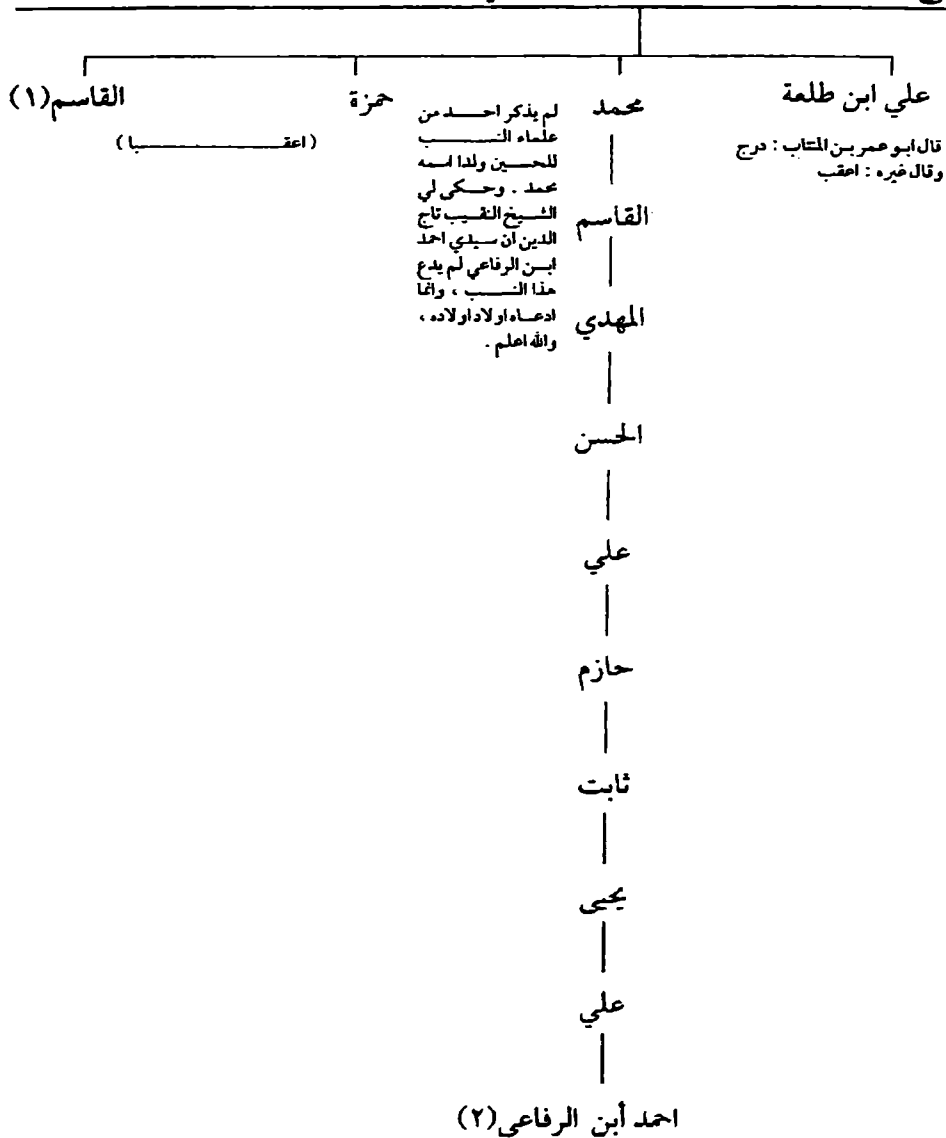 علي ابن طلعة
قال ابو عمر بن المنتاب : درج
وقال غيره : اعقب
محمد
لم يذكر احد من
علماء النسب
للحسين ولدا اسمه
محمد . وحكى لي
الشيخ النقيب تاج
الدين ان سيدي احمد
ابن الرفاعي لم يدع
هذا النسب ، وانما
ادعاه اولاد اولاده ،
والله اعلم .
حمزة
القاسم (١)
( اعقبا )
القاسم
المهدي
الحسن
علي
حازم
ثابت
يحيى
علي
احمد أبن الرفاعي (٢)